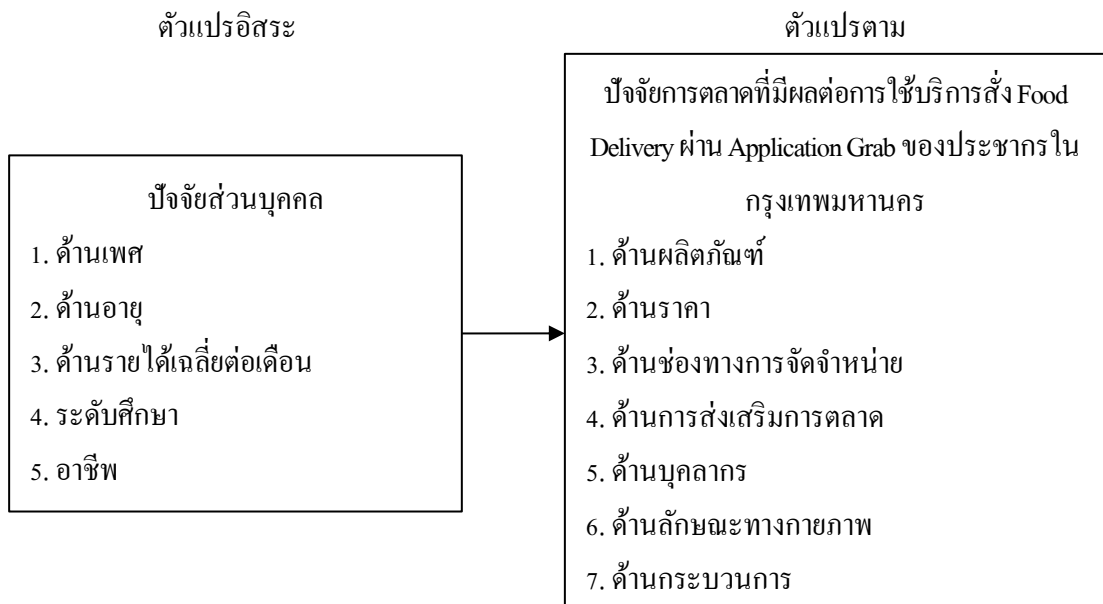 ตัวแปรอิสระ
ตัวแปรตาม
ปัจจัยส่วนบุคคล
1. ด้านเพศ
2. ด้านอายุ
3. ด้านรายได้เฉลี่ยต่อเดือน
4. ระดับศึกษา
5. อาชีพ
ปัจจัยการตลาดที่มีผลต่อการใช้บริการสั่ง Food
Delivery ผ่าน Application Grab ของประชากรใน
กรุงเทพมหานคร
1. ด้านผลิตภัณฑ์
2. ด้านราคา
3. ด้านช่องทางการจัดจำหน่าย
4. ด้านการส่งเสริมการตลาด
5. ด้านบุคลากร
6. ด้านลักษณะทางกายภาพ
7. ด้านกระบวนการ